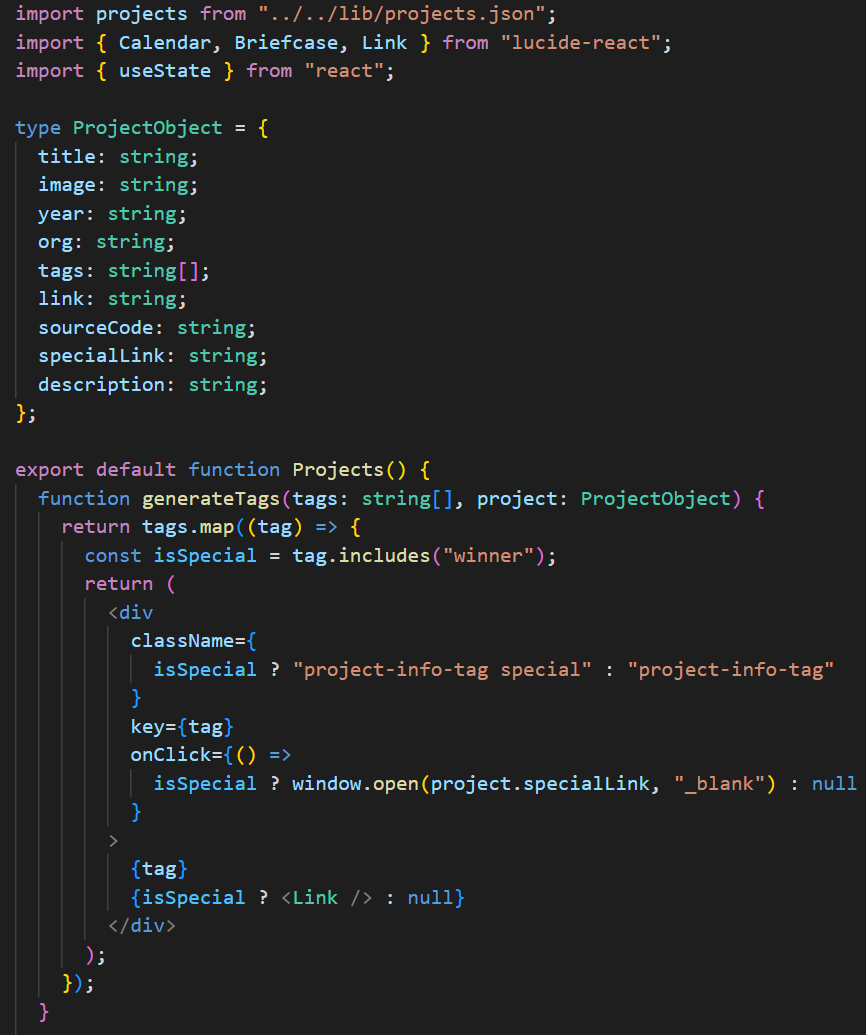 import projects from "../../lib/projects.json";
import { Calendar, Briefcase, Link } from "lucide-react";
import { useState } from "react";

type ProjectObject = {
  title: string;
  image: string;
  year: string;
  org: string;
  tags: string[];
  link: string;
  sourceCode: string;
  specialLink: string;
  description: string;
};

export default function Projects() {
  function generateTags(tags: string[], project: ProjectObject) {
    return tags.map((tag) => {
      const isSpecial = tag.includes("winner");
      return (
        <div
          className={
            isSpecial ? "project-info-tag special" : "project-info-tag"
          }
          key={tag}
          onClick={() =>
            isSpecial ? window.open(project.specialLink, "_blank") : null
          }
        >
          {tag}
          {isSpecial ? <Link /> : null}
        </div>
      );
    });
  }